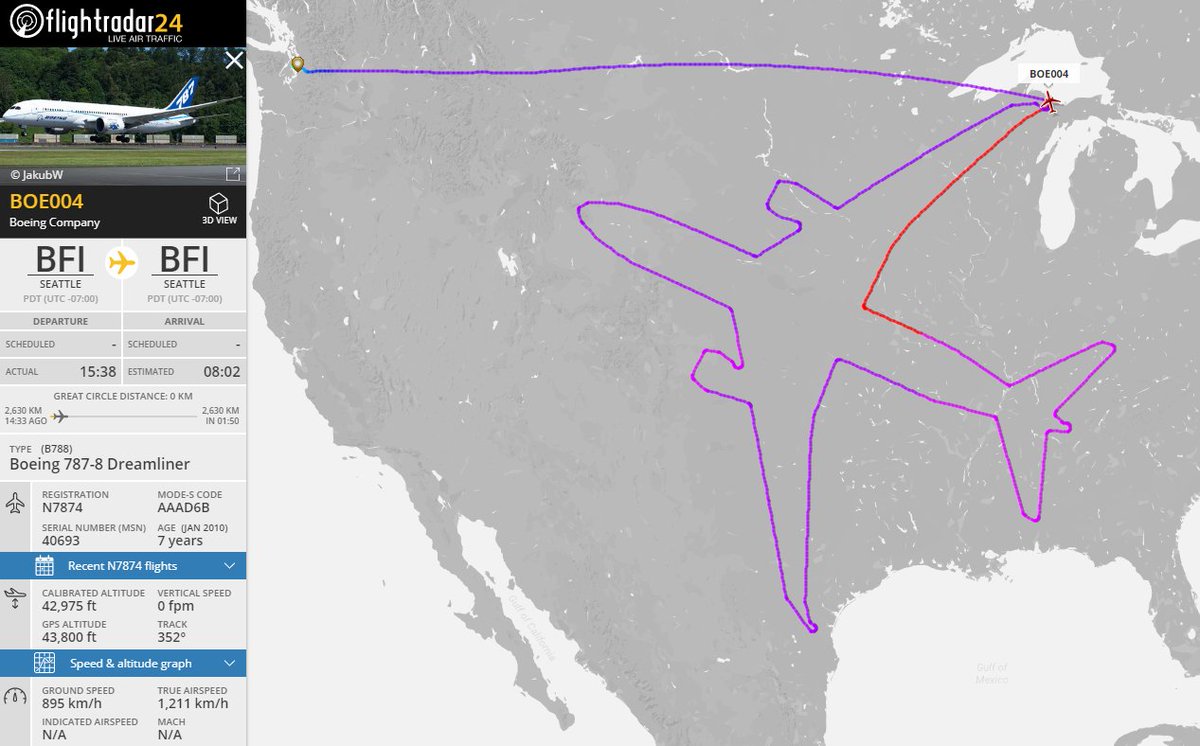 flightradar24
LIVE AIR TRAFFIC
787
BOEING
© JakubW
BOE004
Boeing Company
3D VIEW
BFI
BFI
SEATTLE
SEATTLE
PDT (UTC -07:00)
PDT (UTC -07:00)
DEPARTURE
ARRIVAL
SCHEDULED -
SCHEDULED -
ACTUAL 15:38
ESTIMATED 08:02
GREAT CIRCLE DISTANCE: 0 KM
2,630 KM
14:33 AGO
2,630 KM
IN 01:50
TYPE (B788)
Boeing 787-8 Dreamliner
REGISTRATION
N7874
MODE-S CODE
AAAD6B
SERIAL NUMBER (MSN)
40693
AGE (JAN 2010)
7 years
Recent N7874 flights
CALIBRATED ALTITUDE
42,975 ft
VERTICAL SPEED
0 fpm
GPS ALTITUDE
43,800 ft
TRACK
352°
Speed & altitude graph
GROUND SPEED
895 km/h
TRUE AIRSPEED
1,211 km/h
INDICATED AIRSPEED
N/A
MACH
N/A
BOE004
Gulf of California
Gulf of
Mexico